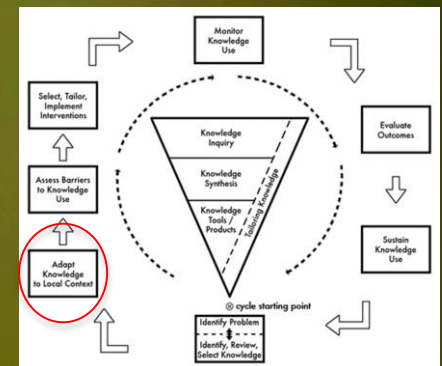 Monitor
Knowledge
Use
Select, Tailor,
Implement
Interventions
Evaluate
Outcomes
Knowledge
Inquiry
Knowledge
Synthesis
Knowledge
Tools /
Products
Tailoring Knowledge
Assess Barriers
to Knowledge
Use
Sustain
Knowledge
Use
Adapt
Knowledge
to Local Context
⊗ cycle starting point
Identify Problem
Identify, Review,
Select Knowledge